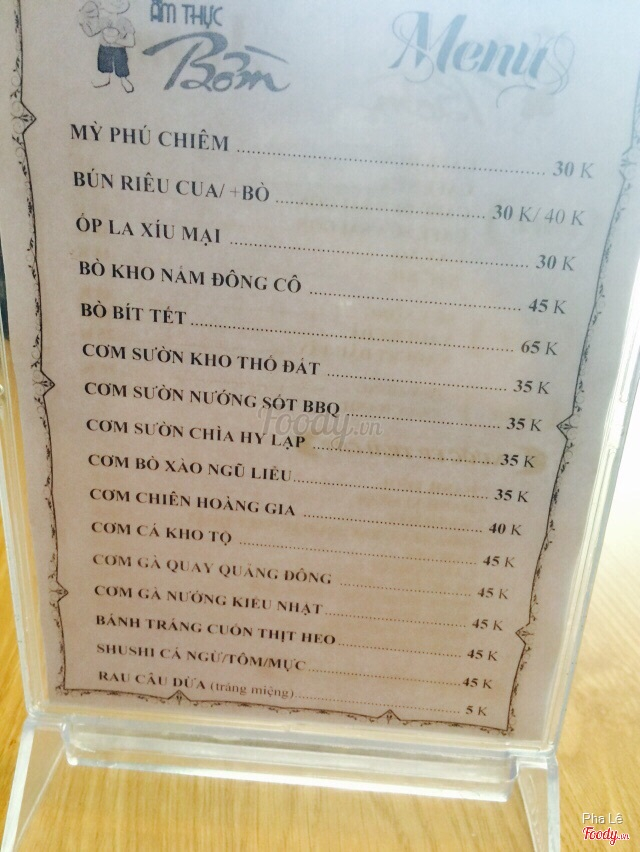 ẨM THỰC
Bờm
Menu
MỲ PHÚ CHIÊM 30 K
BÚN RIÊU CUA/ +BÒ 30 K/ 40 K
ỐP LA XÍU MẠI 30 K
BÒ KHO NẤM ĐÔNG CÔ 45 K
BÒ BÍT TẾT 65 K
CƠM SƯỜN KHO THỐ ĐẤT 35 K
CƠM SƯỜN NƯỚNG SỐT BBQ 35 K
CƠM SƯỜN CHÌA HY LẠP 35 K
CƠM BÒ XÀO NGŨ LIỄU 35 K
CƠM CHIÊN HOÀNG GIA 40 K
CƠM CÁ KHO TỘ 45 K
CƠM GÀ QUAY QUẢNG ĐÔNG 45 K
CƠM GÀ NƯỚNG KIỂU NHẬT 45 K
BÁNH TRÁNG CUỐN THỊT HEO 45 K
SHUSHI CÁ NGỪ/TÔM/MỰC 45 K
RAU CÂU DỪA (tráng miệng) 5 K
Foody.vn
Pha Lê
Foody.vn